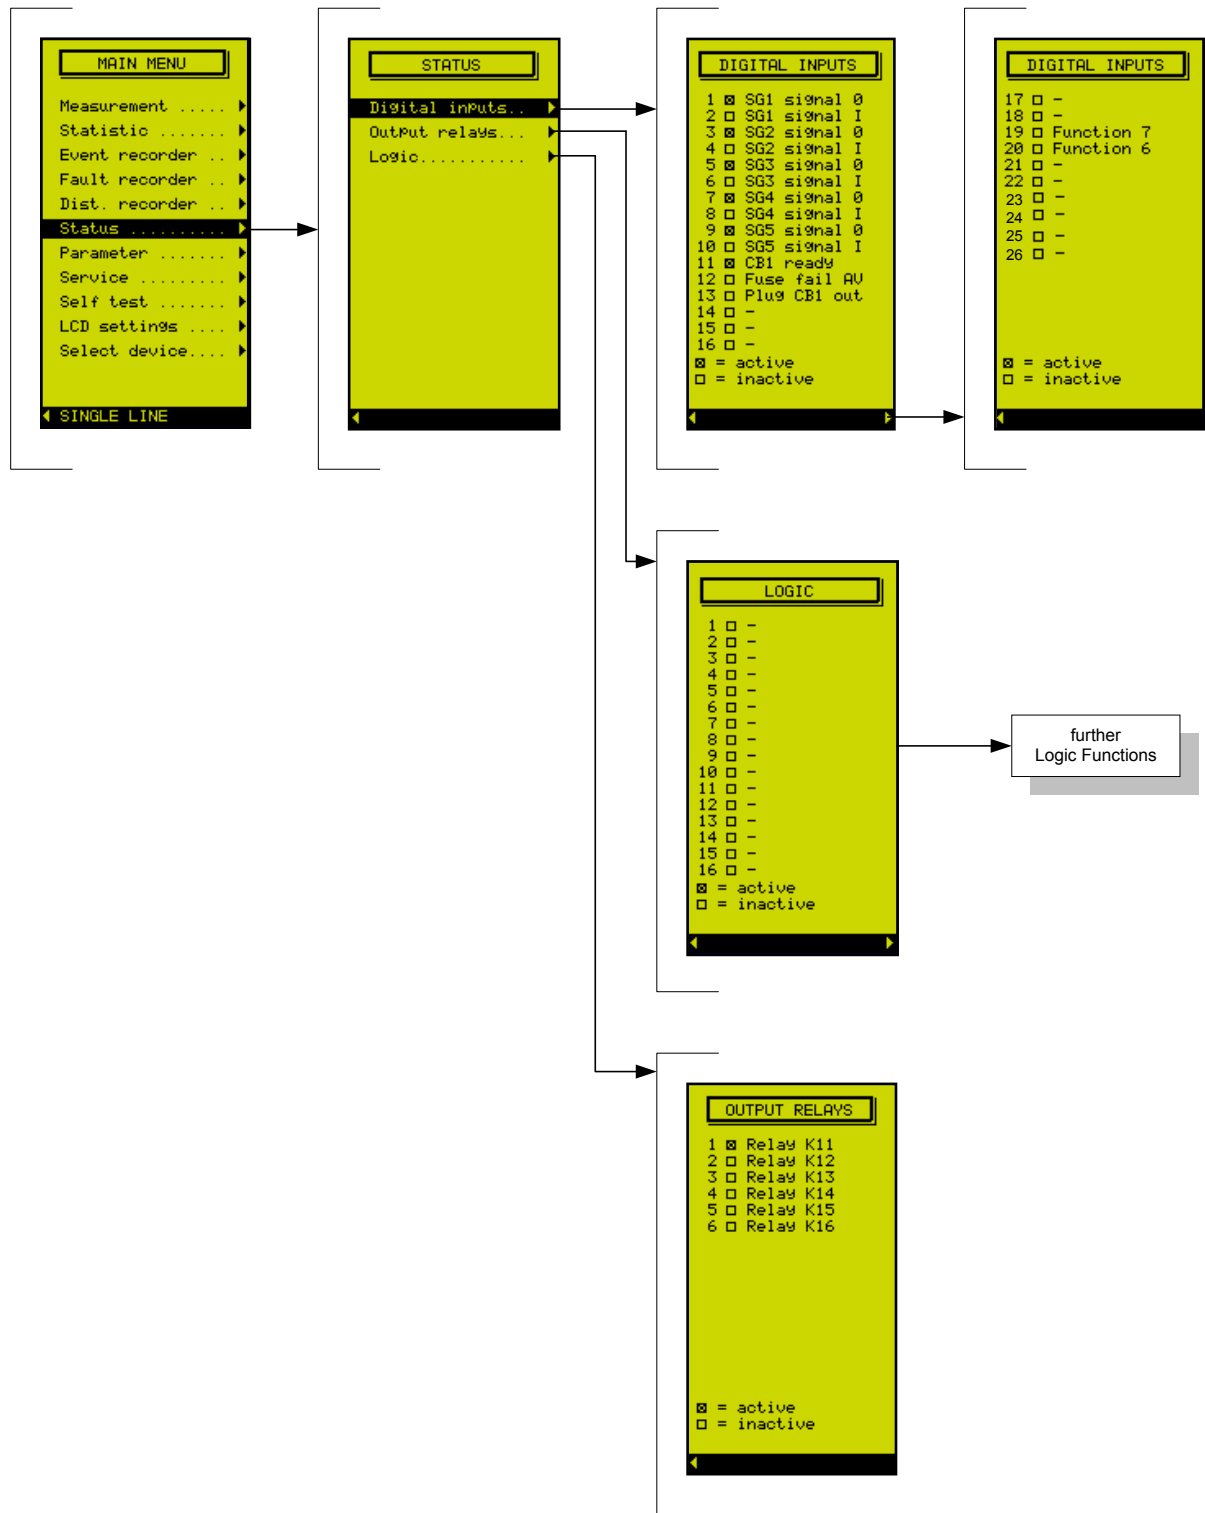 MAIN MENU
Measurement .....
Statistic .......
Event recorder ..
Fault recorder ..
Dist. recorder ..
Status ..........
Parameter .......
Service .........
Self test .......
LCD settings ....
Select device....
SINGLE LINE
STATUS
Digital inputs..
Output relays...
Logic...........
DIGITAL INPUTS
1 ☒ SG1 signal 0
2 □ SG1 signal I
3 ☒ SG2 signal 0
4 □ SG2 signal I
5 ☒ SG3 signal 0
6 □ SG3 signal I
7 ☒ SG4 signal 0
8 □ SG4 signal I
9 ☒ SG5 signal 0
10 □ SG5 signal I
11 ☒ CB1 ready
12 □ Fuse fail AV
13 □ Plug CB1 out
14 □ -
15 □ -
16 □ -
☒ = active
□ = inactive
DIGITAL INPUTS
17 □ -
18 □ -
19 □ Function 7
20 □ Function 6
21 □ -
22 □ -
23 □ -
24 □ -
25 □ -
26 □ -
☒ = active
□ = inactive
LOGIC
1 □ -
2 □ -
3 □ -
4 □ -
5 □ -
6 □ -
7 □ -
8 □ -
9 □ -
10 □ -
11 □ -
12 □ -
13 □ -
14 □ -
15 □ -
16 □ -
☒ = active
□ = inactive
further
Logic Functions
OUTPUT RELAYS
1 ☒ Relay K11
2 □ Relay K12
3 □ Relay K13
4 □ Relay K14
5 □ Relay K15
6 □ Relay K16
☒ = active
□ = inactive